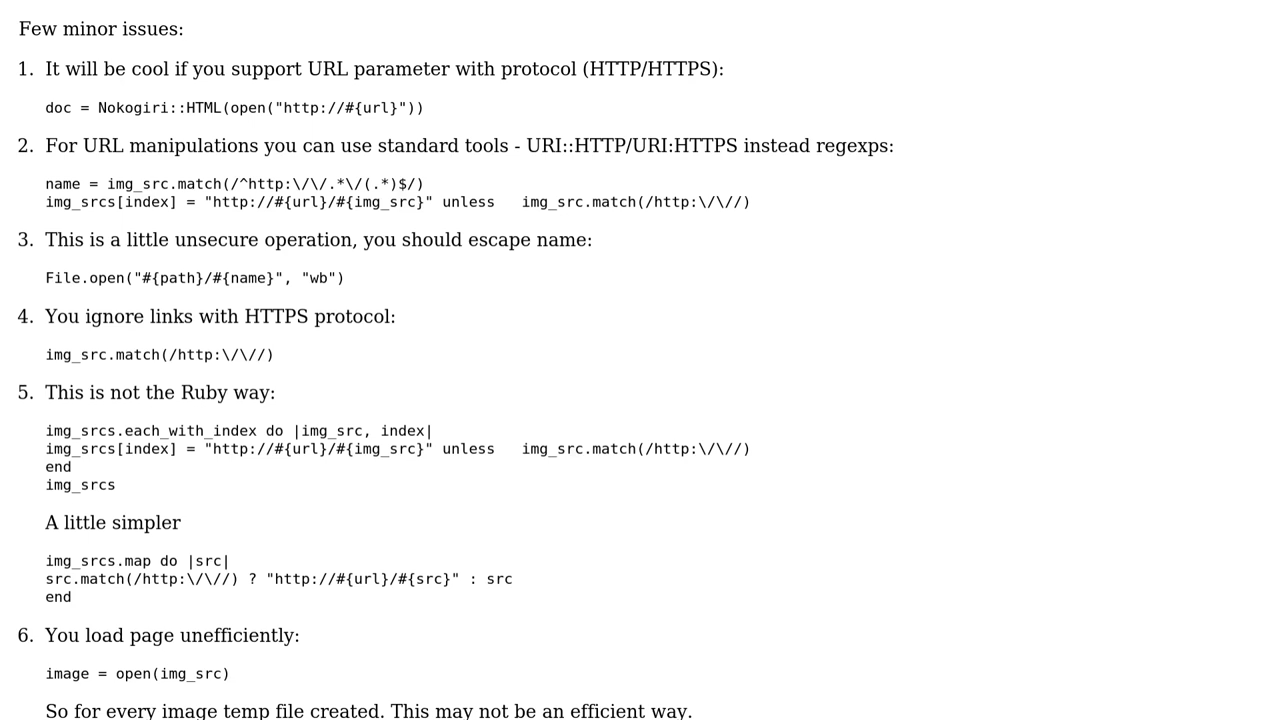 Few minor issues:
1. It will be cool if you support URL parameter with protocol (HTTP/HTTPS):
doc = Nokogiri::HTML(open("http://#{url}"))
2. For URL manipulations you can use standard tools - URI::HTTP/URI:HTTPS instead regexps:
name = img_src.match(/^http:\/\/.*\/(.*)$/)
img_srcs[index] = "http://#{url}/#{img_src}" unless   img_src.match(/http:\/\//)
3. This is a little unsecure operation, you should escape name:
File.open("#{path}/#{name}", "wb")
4. You ignore links with HTTPS protocol:
img_src.match(/http:\/\//)
5. This is not the Ruby way:
img_srcs.each_with_index do |img_src, index|
img_srcs[index] = "http://#{url}/#{img_src}" unless   img_src.match(/http:\/\//)
end
img_srcs
A little simpler
img_srcs.map do |src|
src.match(/http:\/\//) ? "http://#{url}/#{src}" : src
end
6. You load page unefficiently:
image = open(img_src)
So for every image temp file created. This may not be an efficient way.